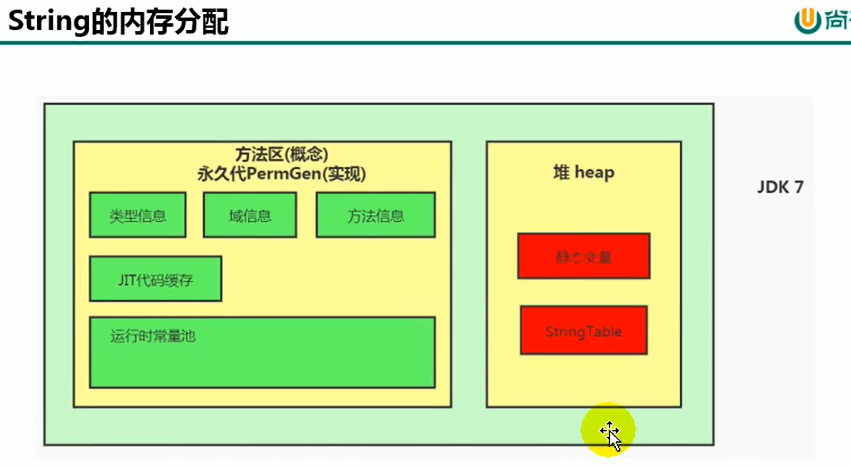 String的内存分配
尚
方法区(概念)
永久代PermGen(实现)
堆 heap
JDK 7
类型信息
域信息
方法信息
静态变量
JIT代码缓存
StringTable
运行时常量池